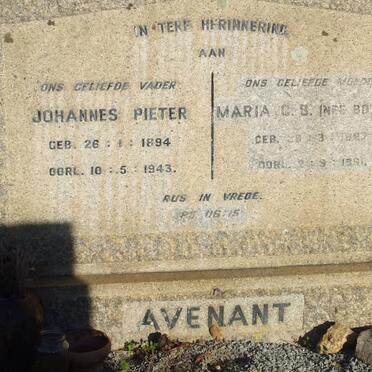 IN TERE HERINNERING
AAN
ONS GELIEFDE VADER
JOHANNES PIETER
GEB. 26·1·1894
OORL. 10·5·1943.
ONS GELIEFDE
MARIA C. B. (NEE
GEB.
OORL.
RUS IN VREDE.
AVENANT